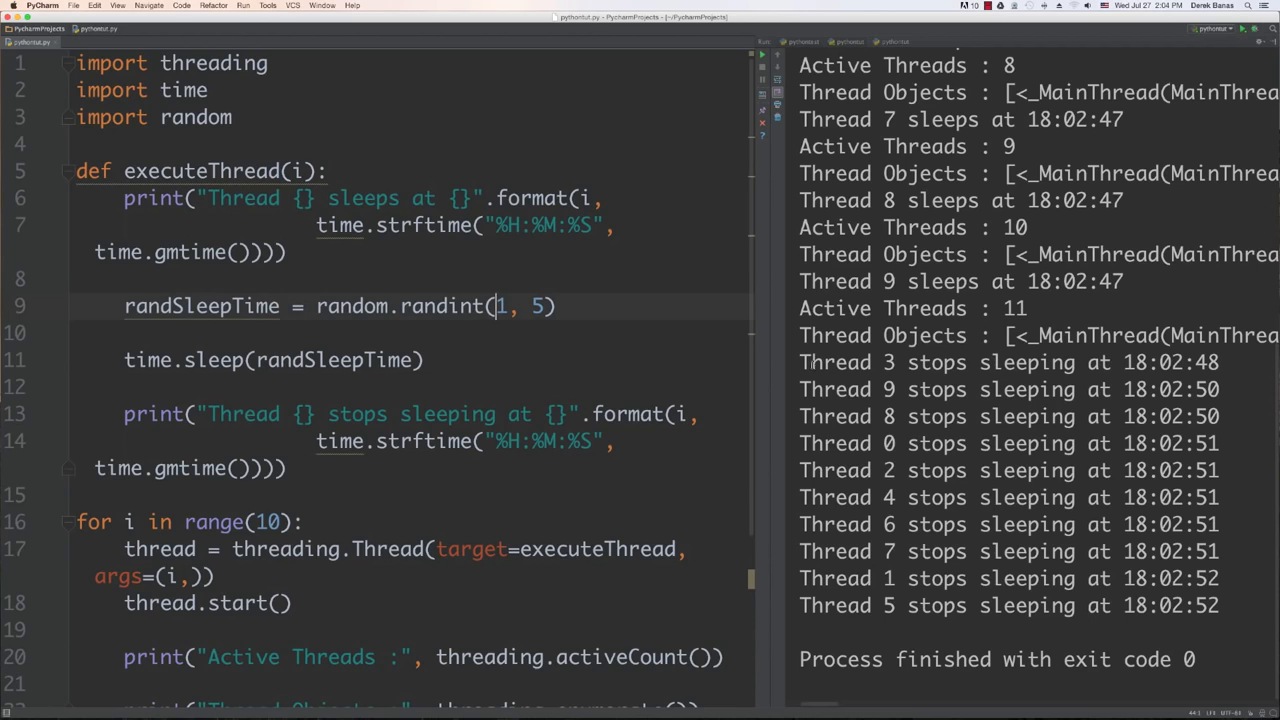 PyCharm File Edit View Navigate Code Refactor Run Tools VCS Window Help
10 Wed Jul 27 2:04 PM Derek Banas
pythontut.py - PycharmProjects - [~/PycharmProjects]
PycharmProjects pythontut.py pythontut
pythontut.py
Run: pythontut pythontut pythontut
1 import threading
2 import time
3 import random
4
5 def executeThread(i):
6 print("Thread {} sleeps at {}".format(i,
7 time.strftime("%H:%M:%S",
time.gmtime())))
8
9 randSleepTime = random.randint(1, 5)
10
11 time.sleep(randSleepTime)
12
13 print("Thread {} stops sleeping at {}".format(i,
14 time.strftime("%H:%M:%S",
time.gmtime())))
15
16 for i in range(10):
17 thread = threading.Thread(target=executeThread,
args=(i,))
18 thread.start()
19
20 print("Active Threads :", threading.activeCount())
21
Active Threads : 8
Thread Objects : [<_MainThread(MainThrea
Thread 7 sleeps at 18:02:47
Active Threads : 9
Thread Objects : [<_MainThread(MainThrea
Thread 8 sleeps at 18:02:47
Active Threads : 10
Thread Objects : [<_MainThread(MainThrea
Thread 9 sleeps at 18:02:47
Active Threads : 11
Thread Objects : [<_MainThread(MainThrea
Thread 3 stops sleeping at 18:02:48
Thread 9 stops sleeping at 18:02:50
Thread 8 stops sleeping at 18:02:50
Thread 0 stops sleeping at 18:02:51
Thread 2 stops sleeping at 18:02:51
Thread 4 stops sleeping at 18:02:51
Thread 6 stops sleeping at 18:02:51
Thread 7 stops sleeping at 18:02:51
Thread 1 stops sleeping at 18:02:52
Thread 5 stops sleeping at 18:02:52
Process finished with exit code 0